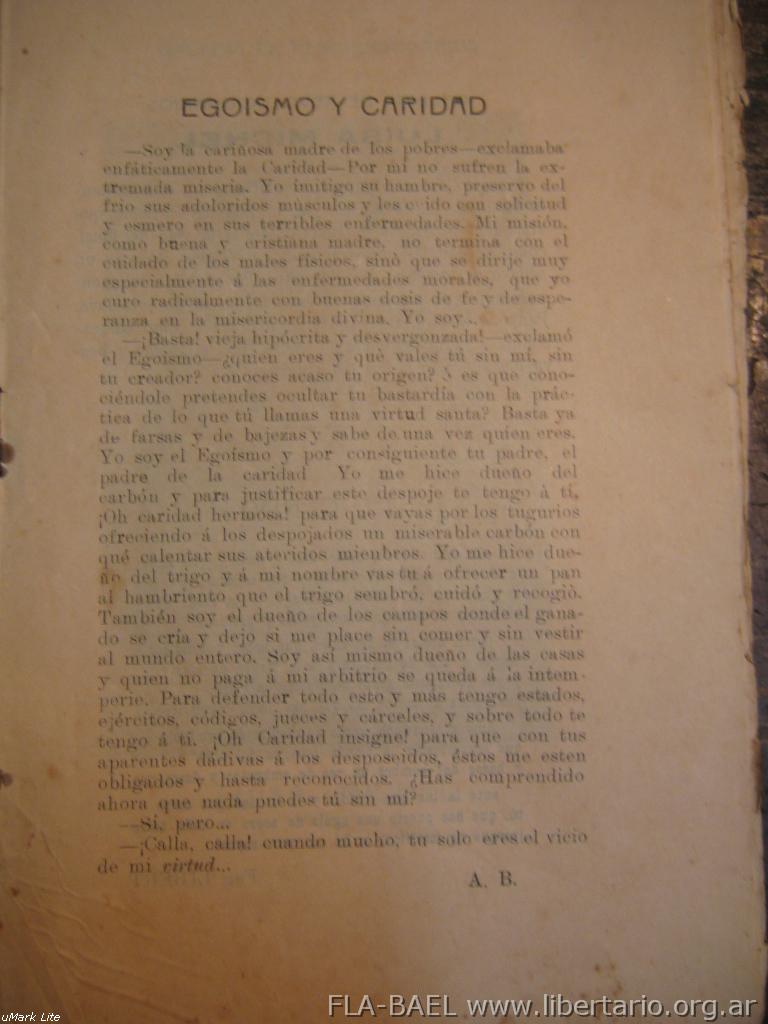 EGOISMO Y CARIDAD
—Soy la cariñosa madre de los pobres—exclamaba
enfáticamente la Caridad—Por mí no sufren la ex-
tremada miseria. Yo imitigo su hambre, preservo del
frio sus adoloridos músculos y les cuido con solicitud
y esmero en sus terribles enfermedades. Mi misión,
como buena y cristiana madre, no termina con el
cuidado de los males físicos, sinò que se dirije muy
especialmente á las enfermedades morales, que yo
curo radicalmente con buenas dosis de fe y de espe-
ranza en la misericordia divina. Yo soy..
—¡Basta! vieja hipócrita y desvergonzada!—exclamó
el Egoismo—¿quien eres y què vales tú sin mí, sin
tu creador? conoces acaso tu origen? ò es que cono-
ciéndole pretendes ocultar tu bastardía con la prác-
tica de lo que tú llamas una virtud santa? Basta ya
de farsas y de bajezas y sabe de una vez quien eres.
Yo soy el Egoísmo y por consiguiente tu padre, el
padre de la caridad Yo me hice dueño del
carbón y para justificar este despoje te tengo à tí,
¡Oh caridad hermosa! para que vayas por los tugurios
ofreciendo á los despojados un miserable carbón con
qué calentar sus ateridos mienbros. Yo me hice due-
ño del trigo y á mi nombre vas tu á ofrecer un pan
al hambriento que el trigo sembró, cuidó y recogiò.
También soy el dueño de los campos donde el gana-
do se cría y dejo si me place sin comer y sin vestir
al mundo entero. Soy así mismo dueño de las casas
y quien no paga á mi arbitrio se queda á la intem-
perie. Para defender todo esto y más tengo estados,
ejércitos, códigos, jueces y cárceles, y sobre todo te
tengo á tí. ¡Oh Caridad insigne! para que con tus
aparentes dádivas á los desposeidos, éstos me esten
obligados y hasta reconocidos. ¿Has comprendido
ahora que nada puedes tú sin mí?
—Sí, pero...
—¡Calla, calla! cuando mucho, tu solo eres el vicio
de mi virtud...
A. B.
uMark Lite
FLA-BAEL www.libertario.org.ar